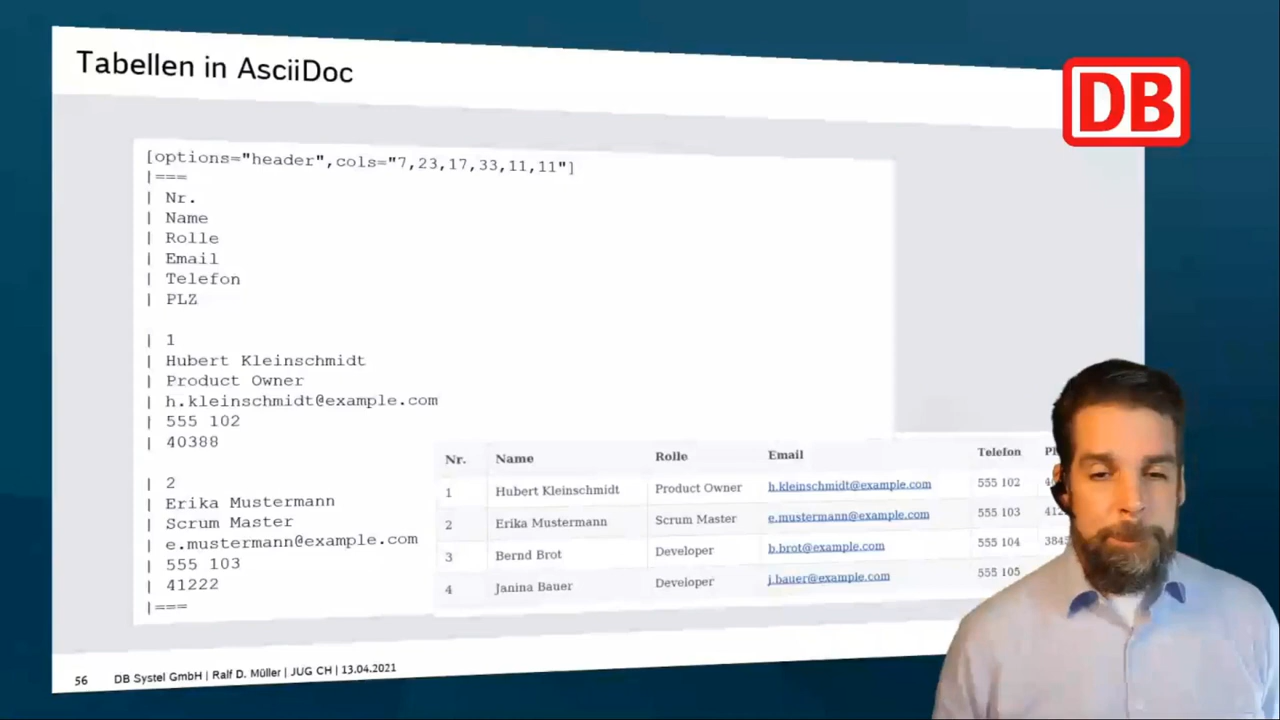 Tabellen in AsciiDoc
DB
[options="header",cols="7,23,17,33,11,11"]
|===
| Nr.
| Name
| Rolle
| Email
| Telefon
| PLZ
| 1
| Hubert Kleinschmidt
| Product Owner
| h.kleinschmidt@example.com
| 555 102
| 40388
| 2
| Erika Mustermann
| Scrum Master
| e.mustermann@example.com
| 555 103
| 41222
|===
Nr. Name Rolle Email Telefon
1 Hubert Kleinschmidt Product Owner h.kleinschmidt@example.com 555 102
2 Erika Mustermann Scrum Master e.mustermann@example.com 555 103
3 Bernd Brot Developer b.brot@example.com 555 104
4 Janina Bauer Developer j.bauer@example.com 555 105
56 DB Systel GmbH | Ralf D. Müller | JUG CH | 13.04.2021